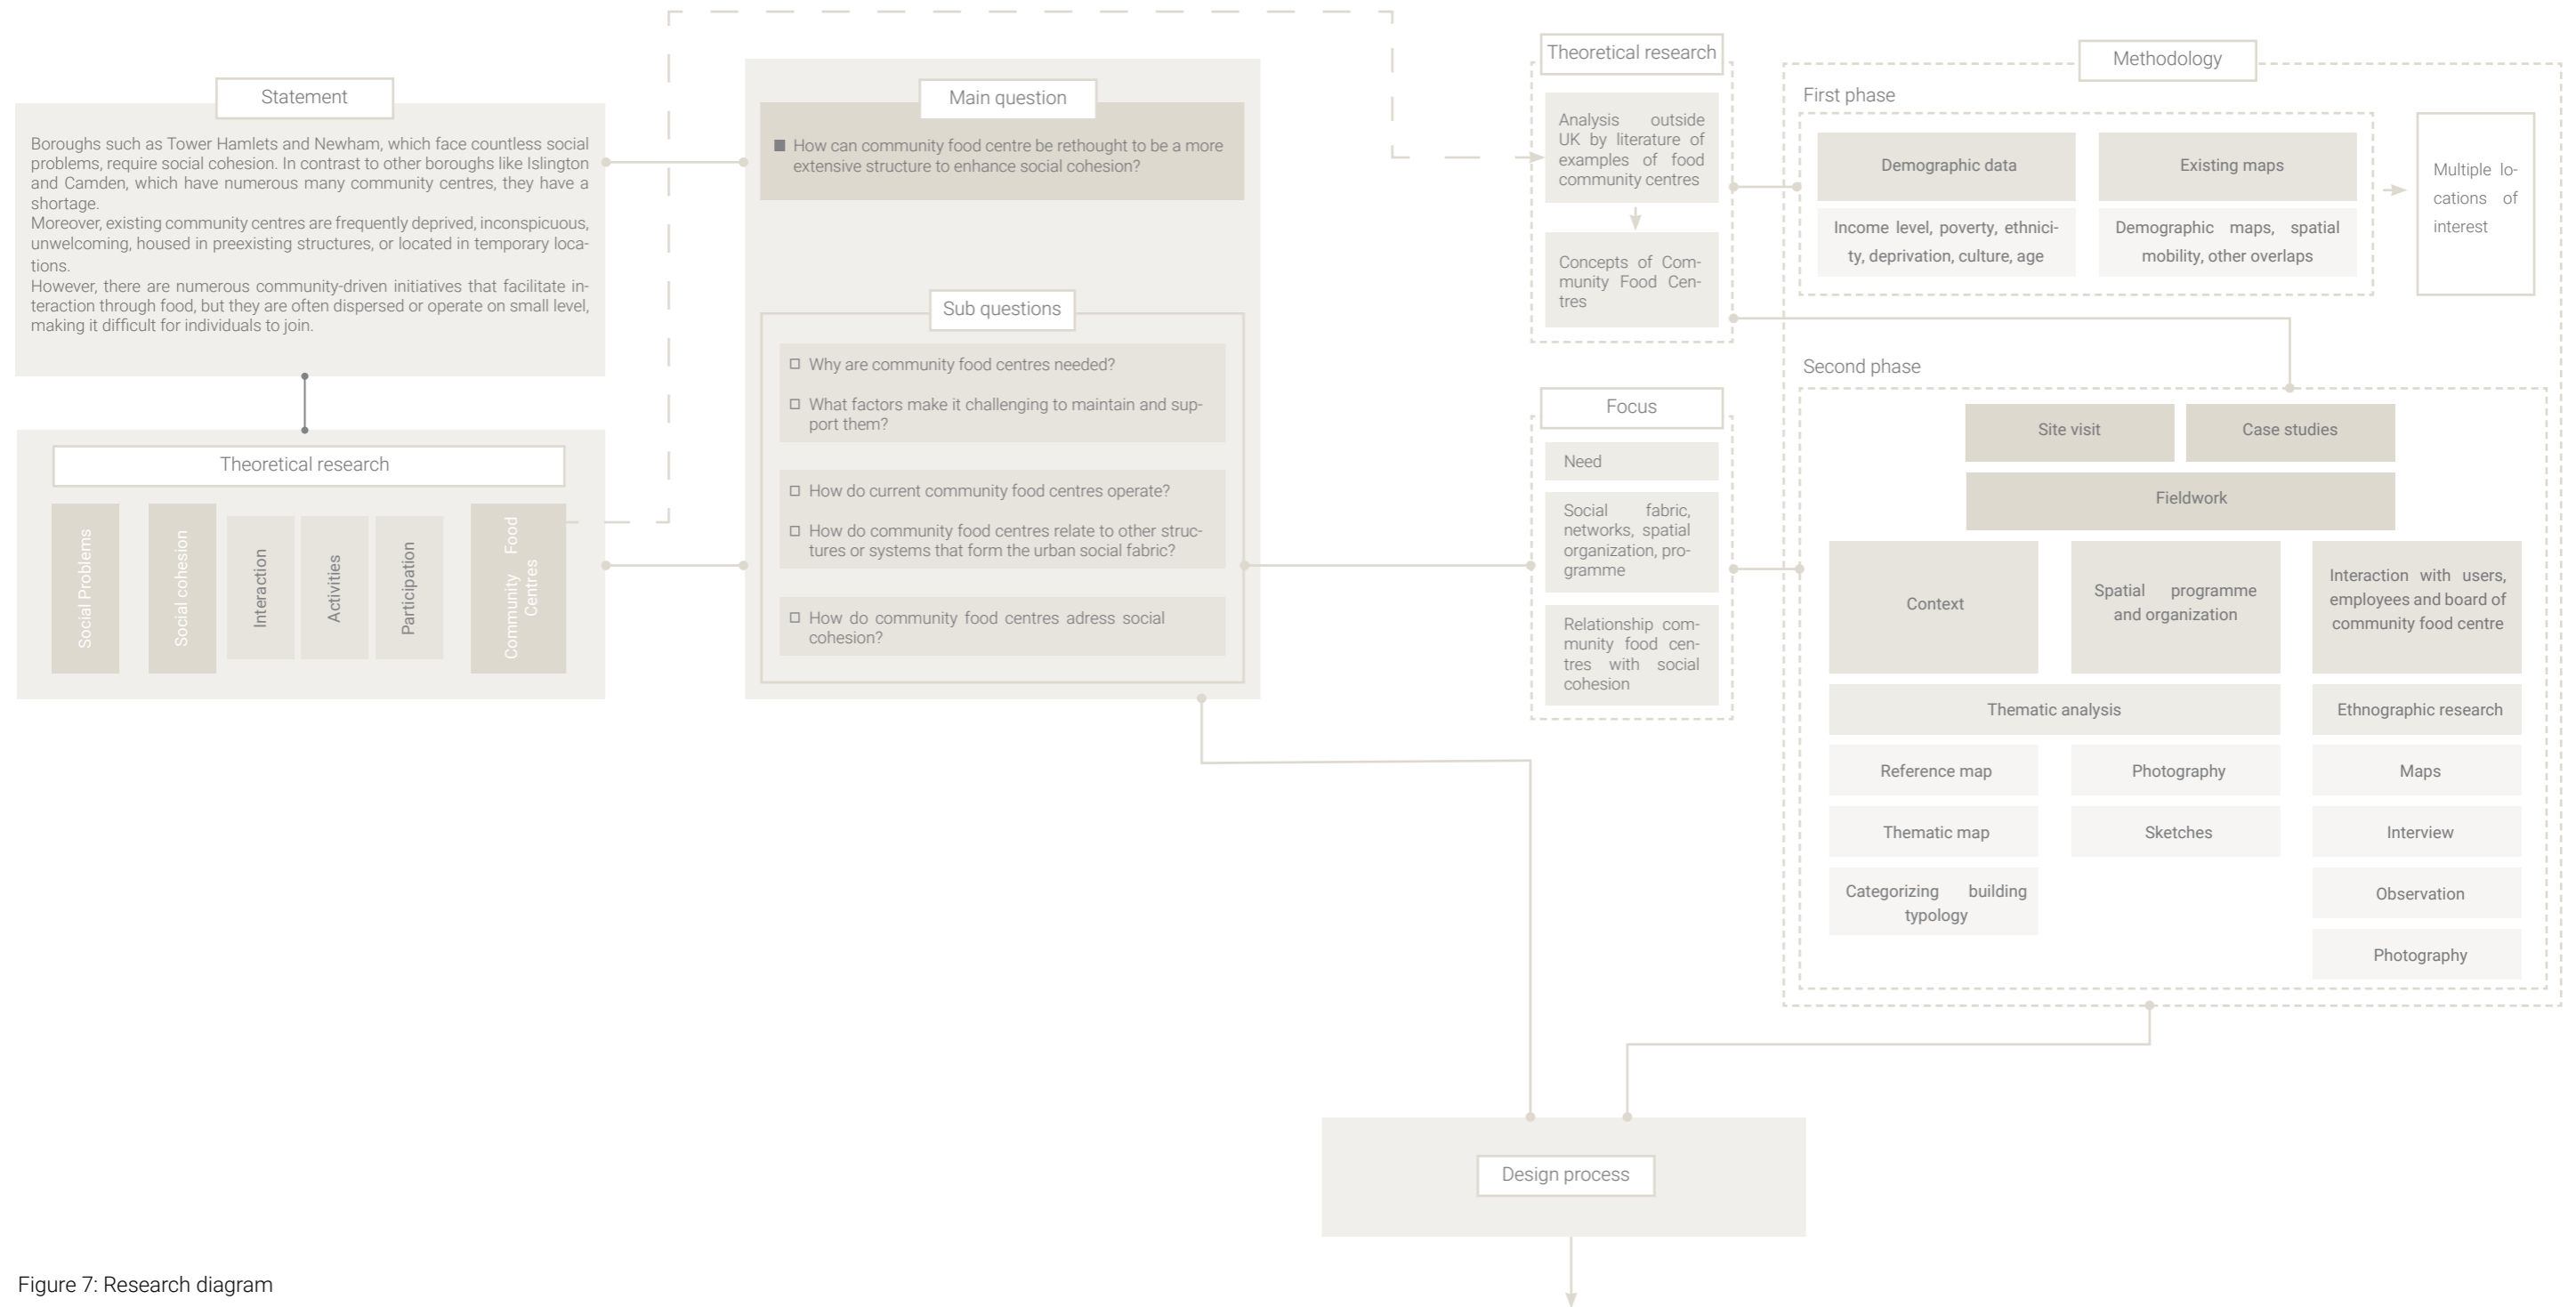 Statement
Boroughs such as Tower Hamlets and Newham, which face countless social
problems, require social cohesion. In contrast to other boroughs like Islington
and Camden, which have numerous many community centres, they have a
shortage.
Moreover, existing community centres are frequently deprived, inconspicuous,
unwelcoming, housed in preexisting structures, or located in temporary loca-
tions.
However, there are numerous community-driven initiatives that facilitate in-
teraction through food, but they are often dispersed or operate on small level,
making it difficult for individuals to join.
Theoretical research
Social Problems
Social cohesion
Interaction
Activities
Participation
Community Food
Centres
Main question
How can community food centre be rethought to be a more
extensive structure to enhance social cohesion?
Sub questions
Why are community food centres needed?
What factors make it challenging to maintain and sup-
port them?
How do current community food centres operate?
How do community food centres relate to other struc-
tures or systems that form the urban social fabric?
How do community food centres adress social
cohesion?
Theoretical research
Analysis outside
UK by literature of
examples of food
community centres
Concepts of Com-
munity Food Cen-
tres
Focus
Need
Social fabric,
networks, spatial
organization, pro-
gramme
Relationship com-
munity food cen-
tres with social
cohesion
Methodology
First phase
Demographic data
Income level, poverty, ethnici-
ty, deprivation, culture, age
Existing maps
Demographic maps, spatial
mobility, other overlaps
Multiple lo-
cations of
interest
Second phase
Site visit
Case studies
Fieldwork
Context
Spatial programme
and organization
Interaction with users,
employees and board of
community food centre
Thematic analysis
Ethnographic research
Reference map
Photography
Maps
Thematic map
Sketches
Interview
Categorizing building
typology
Observation
Photography
Design process
Figure 7: Research diagram